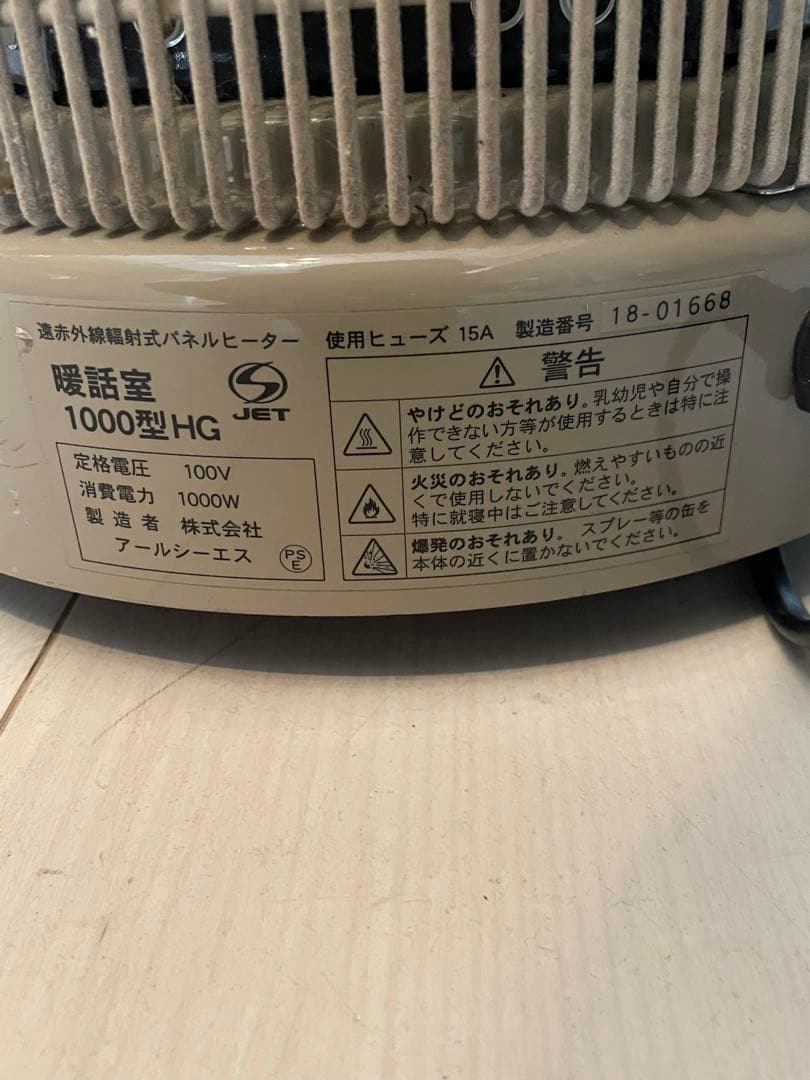 遠赤外線輻射式パネルヒーター
暖話室
1000型HG
JET
定格電圧 100V
消費電力 1000W
製造者 株式会社
アールシーエス
PS
E
使用ヒューズ 15A 製造番号 18-01668
警告
やけどのおそれあり。乳幼児や自分で操
作できない方等が使用するときは特に注
意してください。
火災のおそれあり。燃えやすいものの近
くで使用しないでください。
特に就寝中はご注意してください。
爆発のおそれあり。スプレー等の缶を
本体の近くに置かないでください。